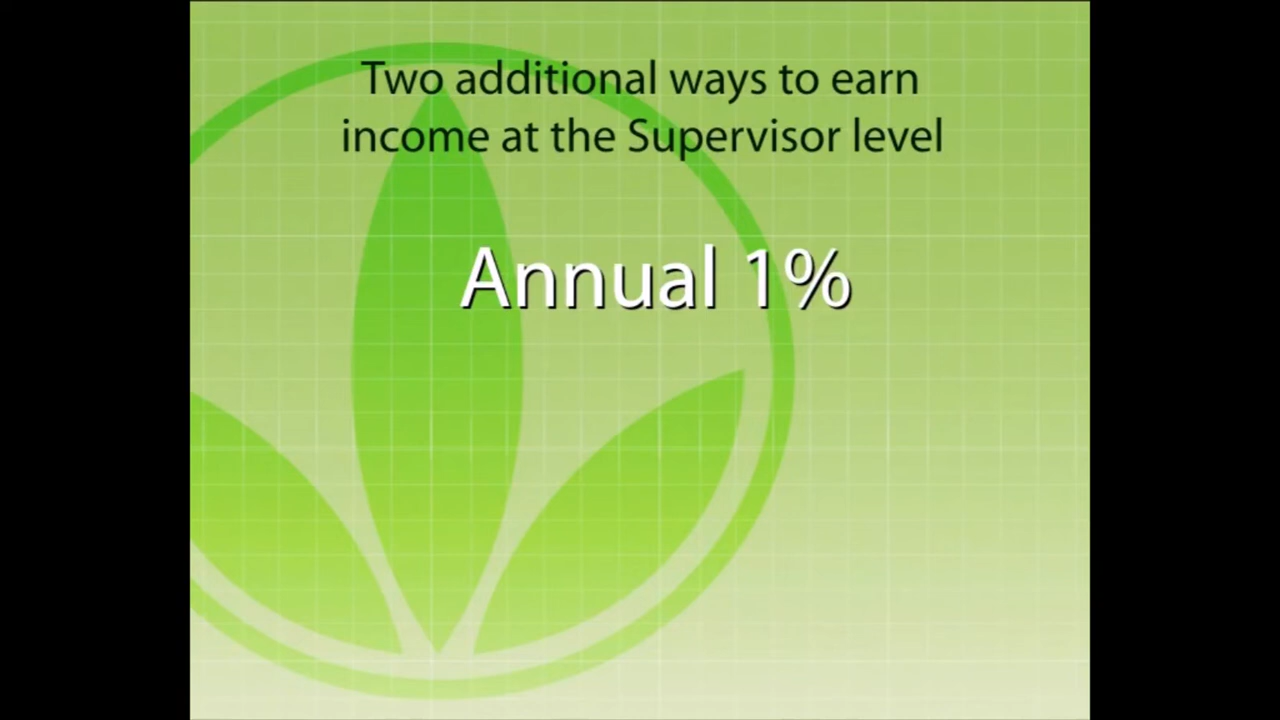 Two additional ways to earn
income at the Supervisor level
Annual 1%